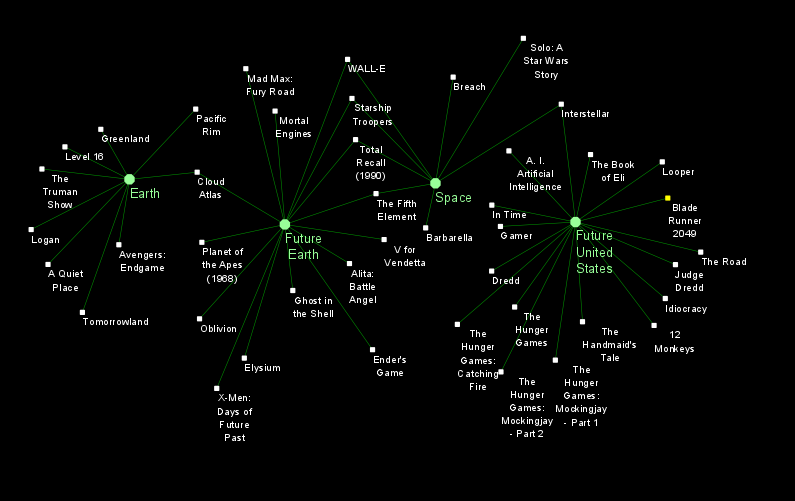 Solo: A
Star Wars
Story
WALL-E
Mad Max:
Fury Road
Breach
Starship
Troopers
Interstellar
Pacific
Rim
Mortal
Engines
Greenland
Total
Recall
(1990)
Level 16
A. I.
Artificial
Intelligence
The Book
of Eli
Looper
The
Truman
Show
Earth
Cloud
Atlas
Space
The Fifth
Element
In Time
Blade
Runner
2049
Gamer
Logan
Future
Earth
Barbarella
Future
United
States
Avengers:
Endgame
Planet of
the Apes
(1968)
V for
Vendetta
The Road
A Quiet
Place
Alita:
Battle
Angel
Dredd
Judge
Dredd
Ghost in
the Shell
Idiocracy
Tomorrowland
Oblivion
The
Hunger
Games
The
Hunger
Games:
Catching
Fire
The
Handmaid's
Tale
12
Monkeys
Ender's
Game
Elysium
The
Hunger
Games:
Mockingjay
- Part 2
The
Hunger
Games:
Mockingjay
- Part 1
X-Men:
Days of
Future
Past